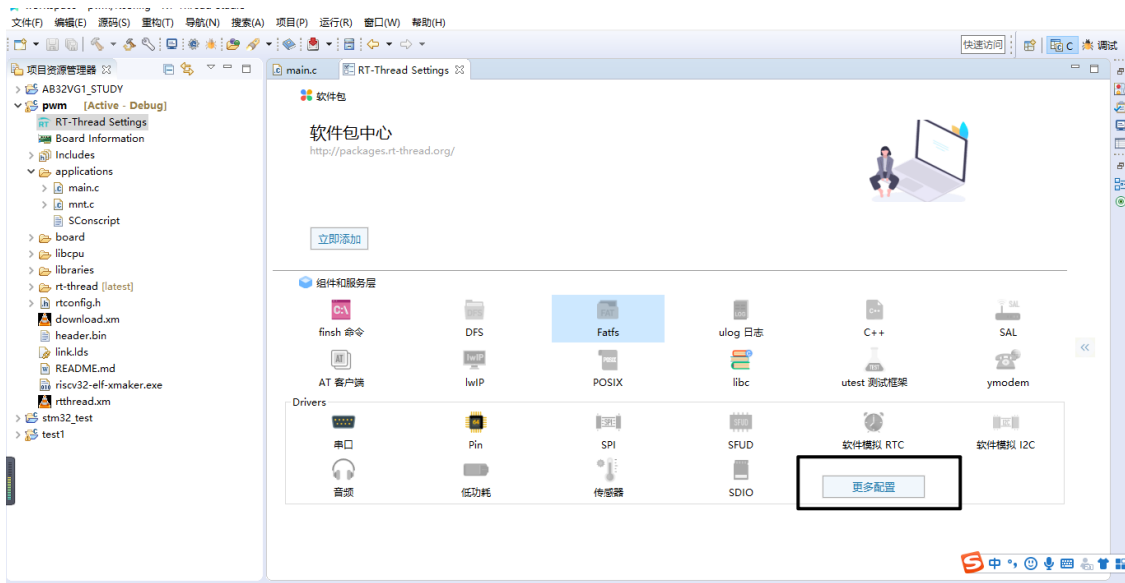 文件(F) 编辑(E) 源码(S) 重构(T) 导航(N) 搜索(A) 项目(P) 运行(R) 窗口(W) 帮助(H)
快速访问
C
调试
项目资源管理器
main.c
RT-Thread Settings
AB32VG1_STUDY
pwm [Active - Debug]
RT-Thread Settings
Board Information
Includes
applications
main.c
mnt.c
SConscript
board
libcpu
libraries
rt-thread [latest]
rtconfig.h
download.xm
header.bin
link.lds
README.md
riscv32-elf-xmaker.exe
rtthread.xm
stm32_test
test1
软件包
软件包中心
http://packages.rt-thread.org/
立即添加
组件和服务层
finsh 命令 DFS Fatfs ulog 日志 C++ SAL
AT 客户端 lwIP POSIX libc utest 测试框架 ymodem
Drivers
串口 Pin SPI SFUD 软件模拟 RTC 软件模拟 I2C
音频 低功耗 传感器 SDIO 更多配置
中